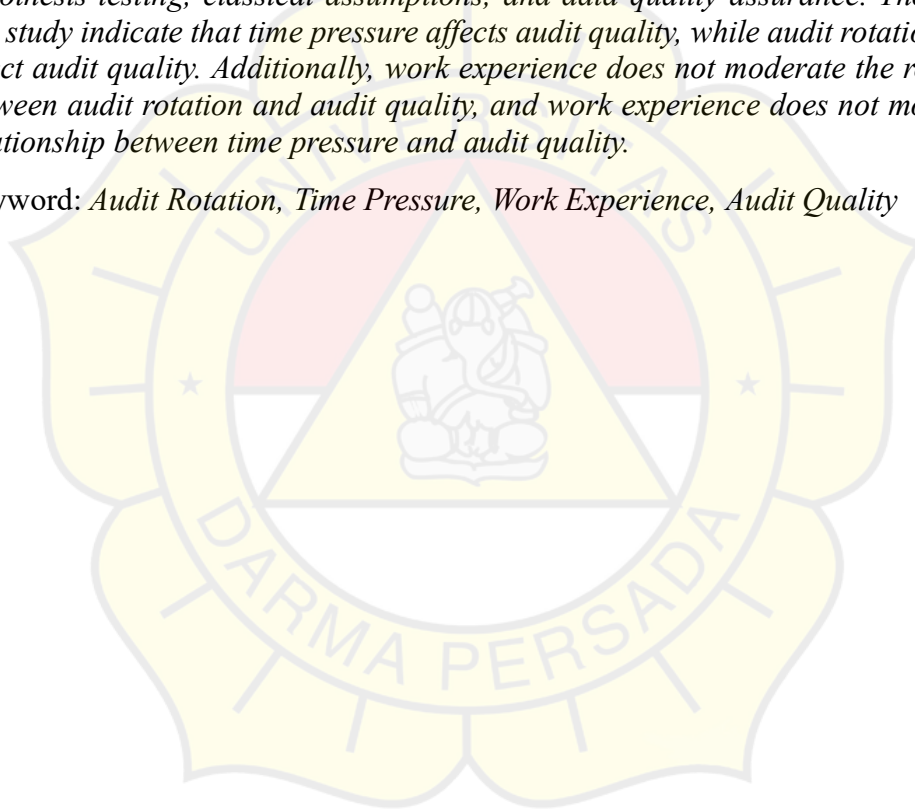 hypothesis testing, classical assumptions, and data quality assurance. The
study indicate that time pressure affects audit quality, while audit rotatio
ct audit quality. Additionally, work experience does not moderate the r
ween audit rotation and audit quality, and work experience does not mo
ationship between time pressure and audit quality.
yword: Audit Rotation, Time Pressure, Work Experience, Audit Quality
UNIVERSITAS
DARMA PERSADA